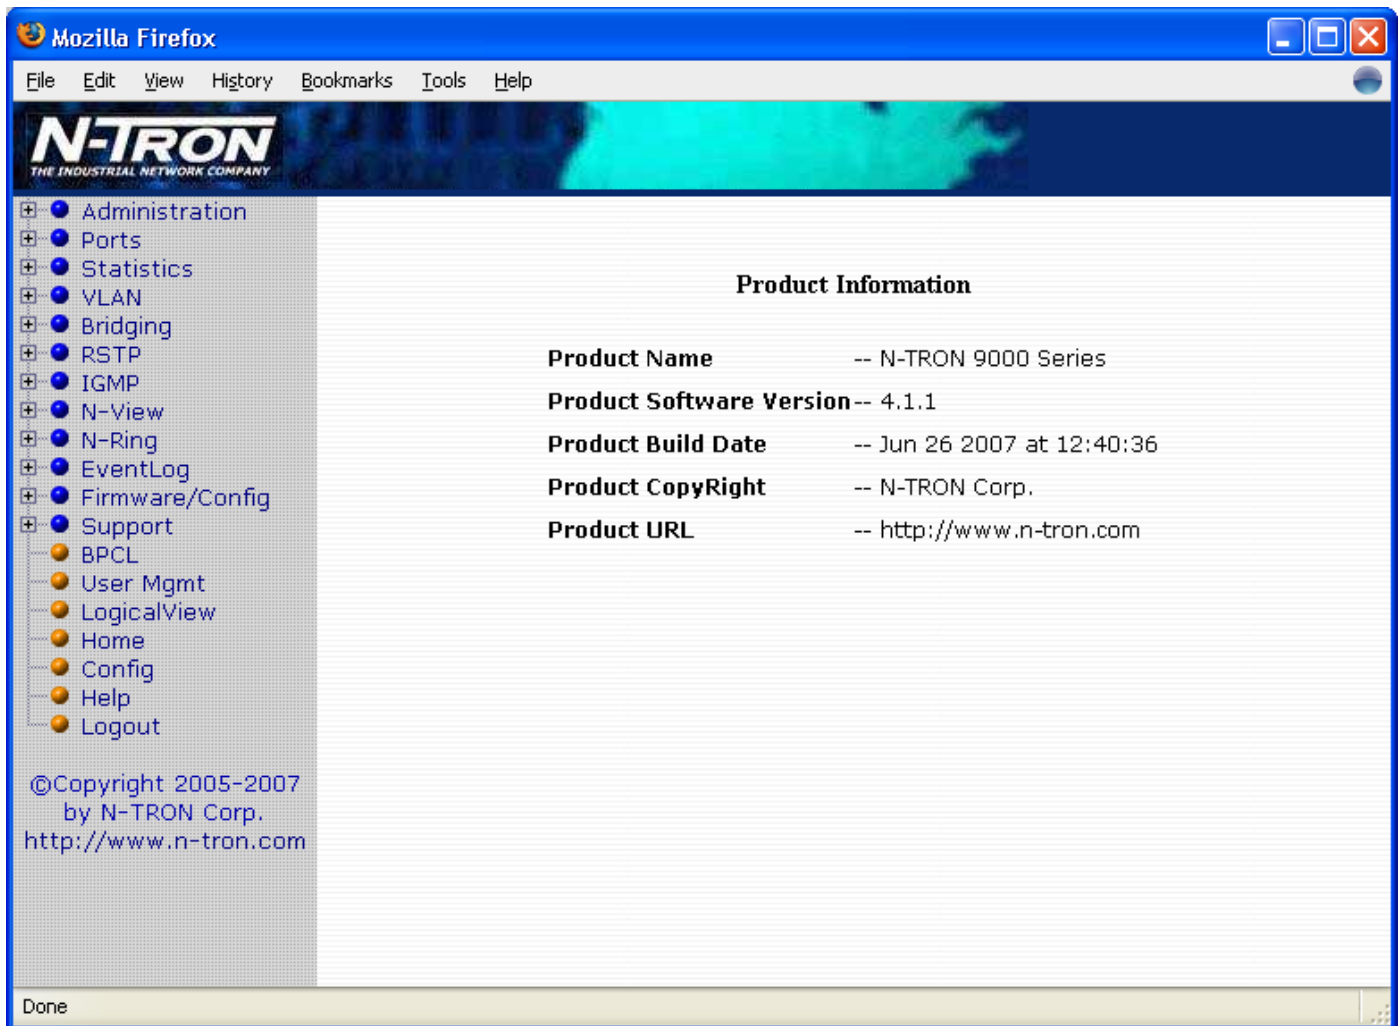 Mozilla Firefox
File Edit View History Bookmarks Tools Help
N-TRON
THE INDUSTRIAL NETWORK COMPANY
Administration
Ports
Statistics
VLAN
Bridging
RSTP
IGMP
N-View
N-Ring
EventLog
Firmware/Config
Support
BPCL
User Mgmt
LogicalView
Home
Config
Help
Logout
©Copyright 2005-2007
by N-TRON Corp.
http://www.n-tron.com
Product Information
Product Name -- N-TRON 9000 Series
Product Software Version -- 4.1.1
Product Build Date -- Jun 26 2007 at 12:40:36
Product CopyRight -- N-TRON Corp.
Product URL -- http://www.n-tron.com
Done